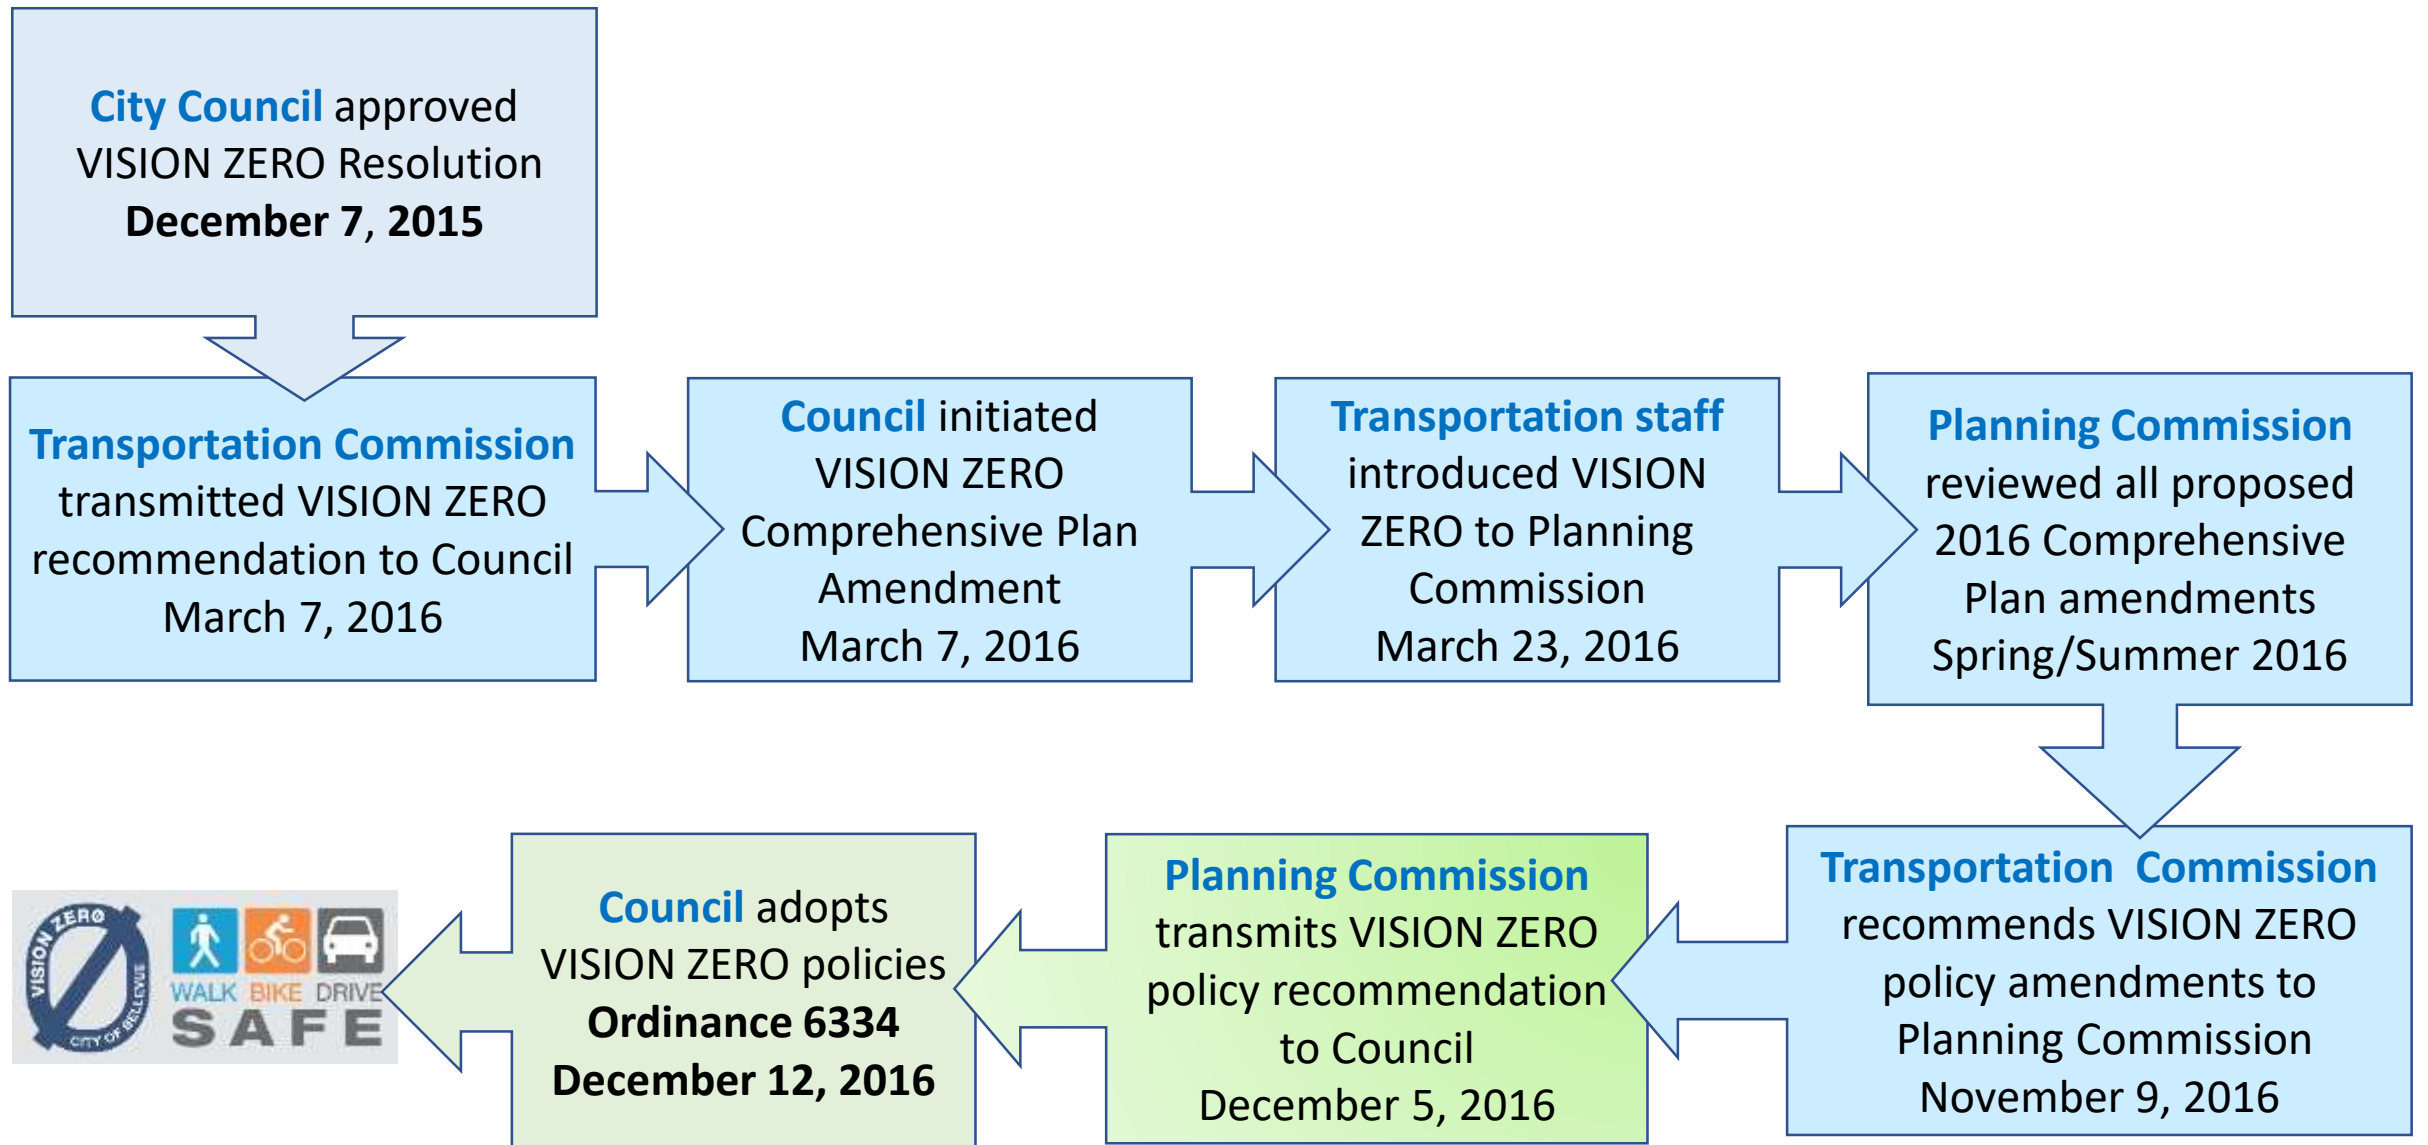 City Council approved
VISION ZERO Resolution
December 7, 2015
Transportation Commission
transmitted VISION ZERO
recommendation to Council
March 7, 2016
Council initiated
VISION ZERO
Comprehensive Plan
Amendment
March 7, 2016
Transportation staff
introduced VISION
ZERO to Planning
Commission
March 23, 2016
Planning Commission
reviewed all proposed
2016 Comprehensive
Plan amendments
Spring/Summer 2016
Transportation  Commission
recommends VISION ZERO
policy amendments to
Planning Commission
November 9, 2016
Planning Commission
transmits VISION ZERO
policy recommendation
to Council
December 5, 2016
Council adopts
VISION ZERO policies
Ordinance 6334
December 12, 2016
VISION ZERO
CITY OF BELLEVUE
WALK BIKE DRIVE
SAFE